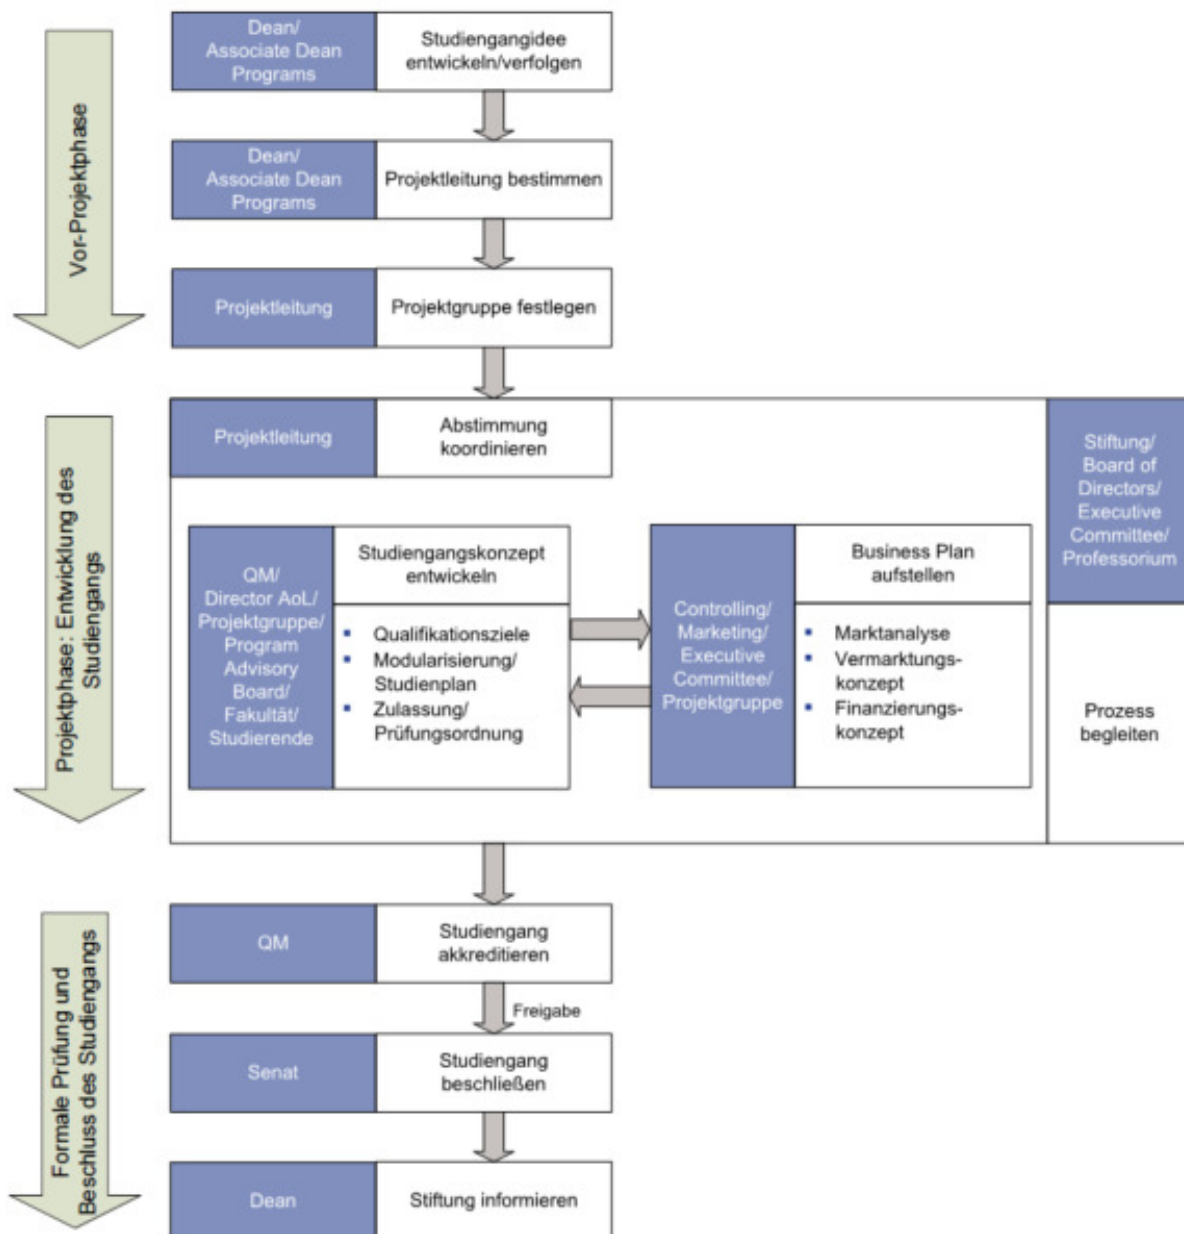 Vor-Projektphase
Dean/
Associate Dean
Programs
Studiengangidee
entwickeln/verfolgen
Dean/
Associate Dean
Programs
Projektleitung bestimmen
Projektleitung
Projektgruppe festlegen
Projektphase: Entwicklung des
Studiengangs
Projektleitung
Abstimmung
koordinieren
QM/
Director AoL/
Projektgruppe/
Program
Advisory
Board/
Fakultät/
Studierende
Studiengangskonzept
entwickeln
▪ Qualifikationsziele
▪ Modularisierung/
Studienplan
▪ Zulassung/
Prüfungsordnung
Controlling/
Marketing/
Executive
Committee/
Projektgruppe
Business Plan
aufstellen
▪ Marktanalyse
▪ Vermarktungs-
konzept
▪ Finanzierungs-
konzept
Stiftung/
Board of
Directors/
Executive
Committee/
Professorium
Prozess
begleiten
Formale Prüfung und
Beschluss des Studiengangs
QM
Studiengang
akkreditieren
Freigabe
Senat
Studiengang
beschließen
Dean
Stiftung informieren